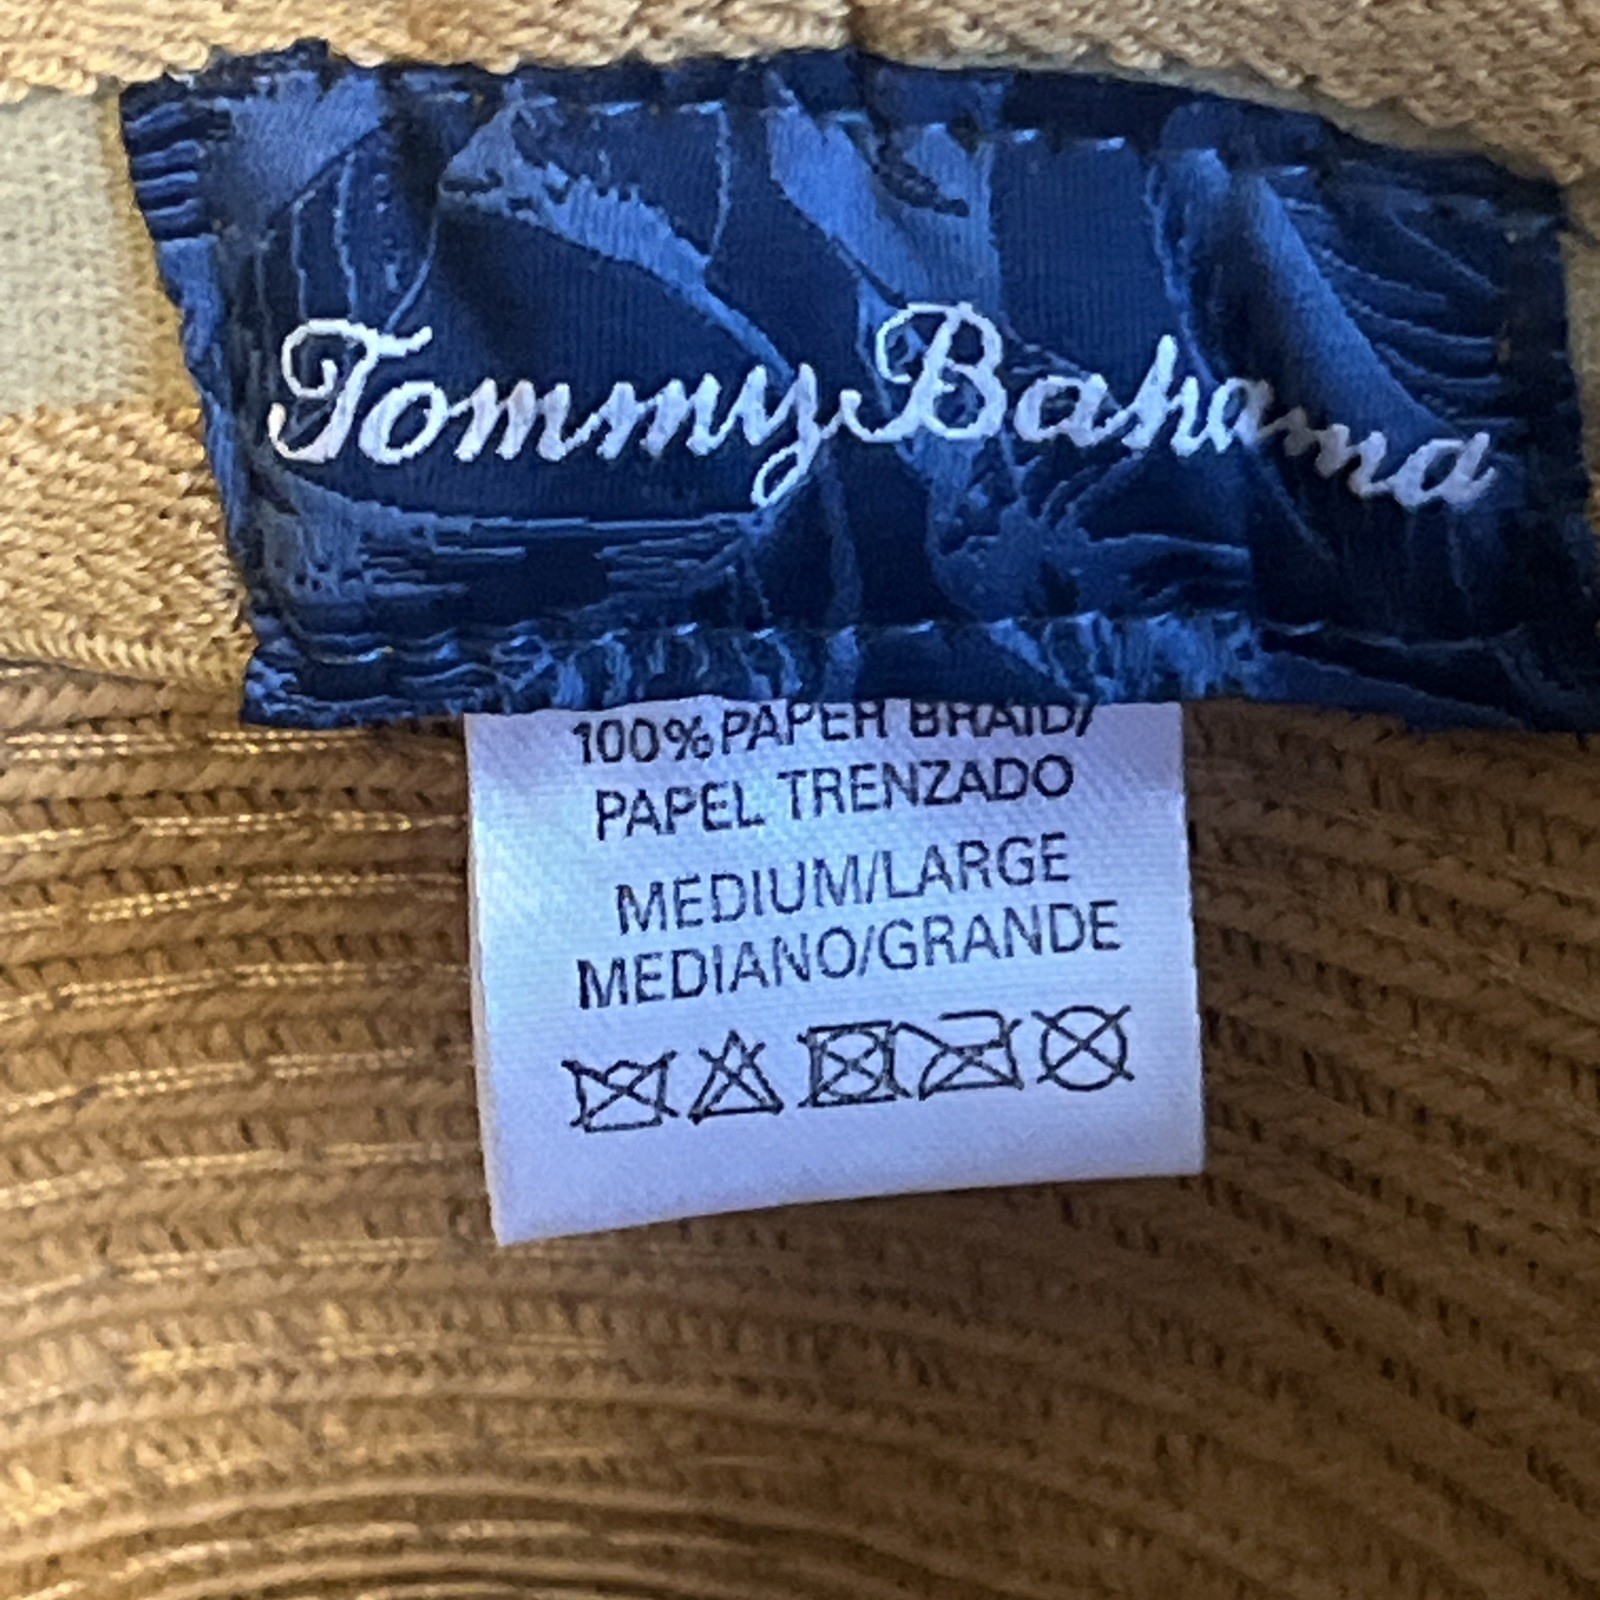 Tommy Bahama
100% PAPER BRAID/
PAPEL TRENZADO
MEDIUM/LARGE
MEDIANO/GRANDE